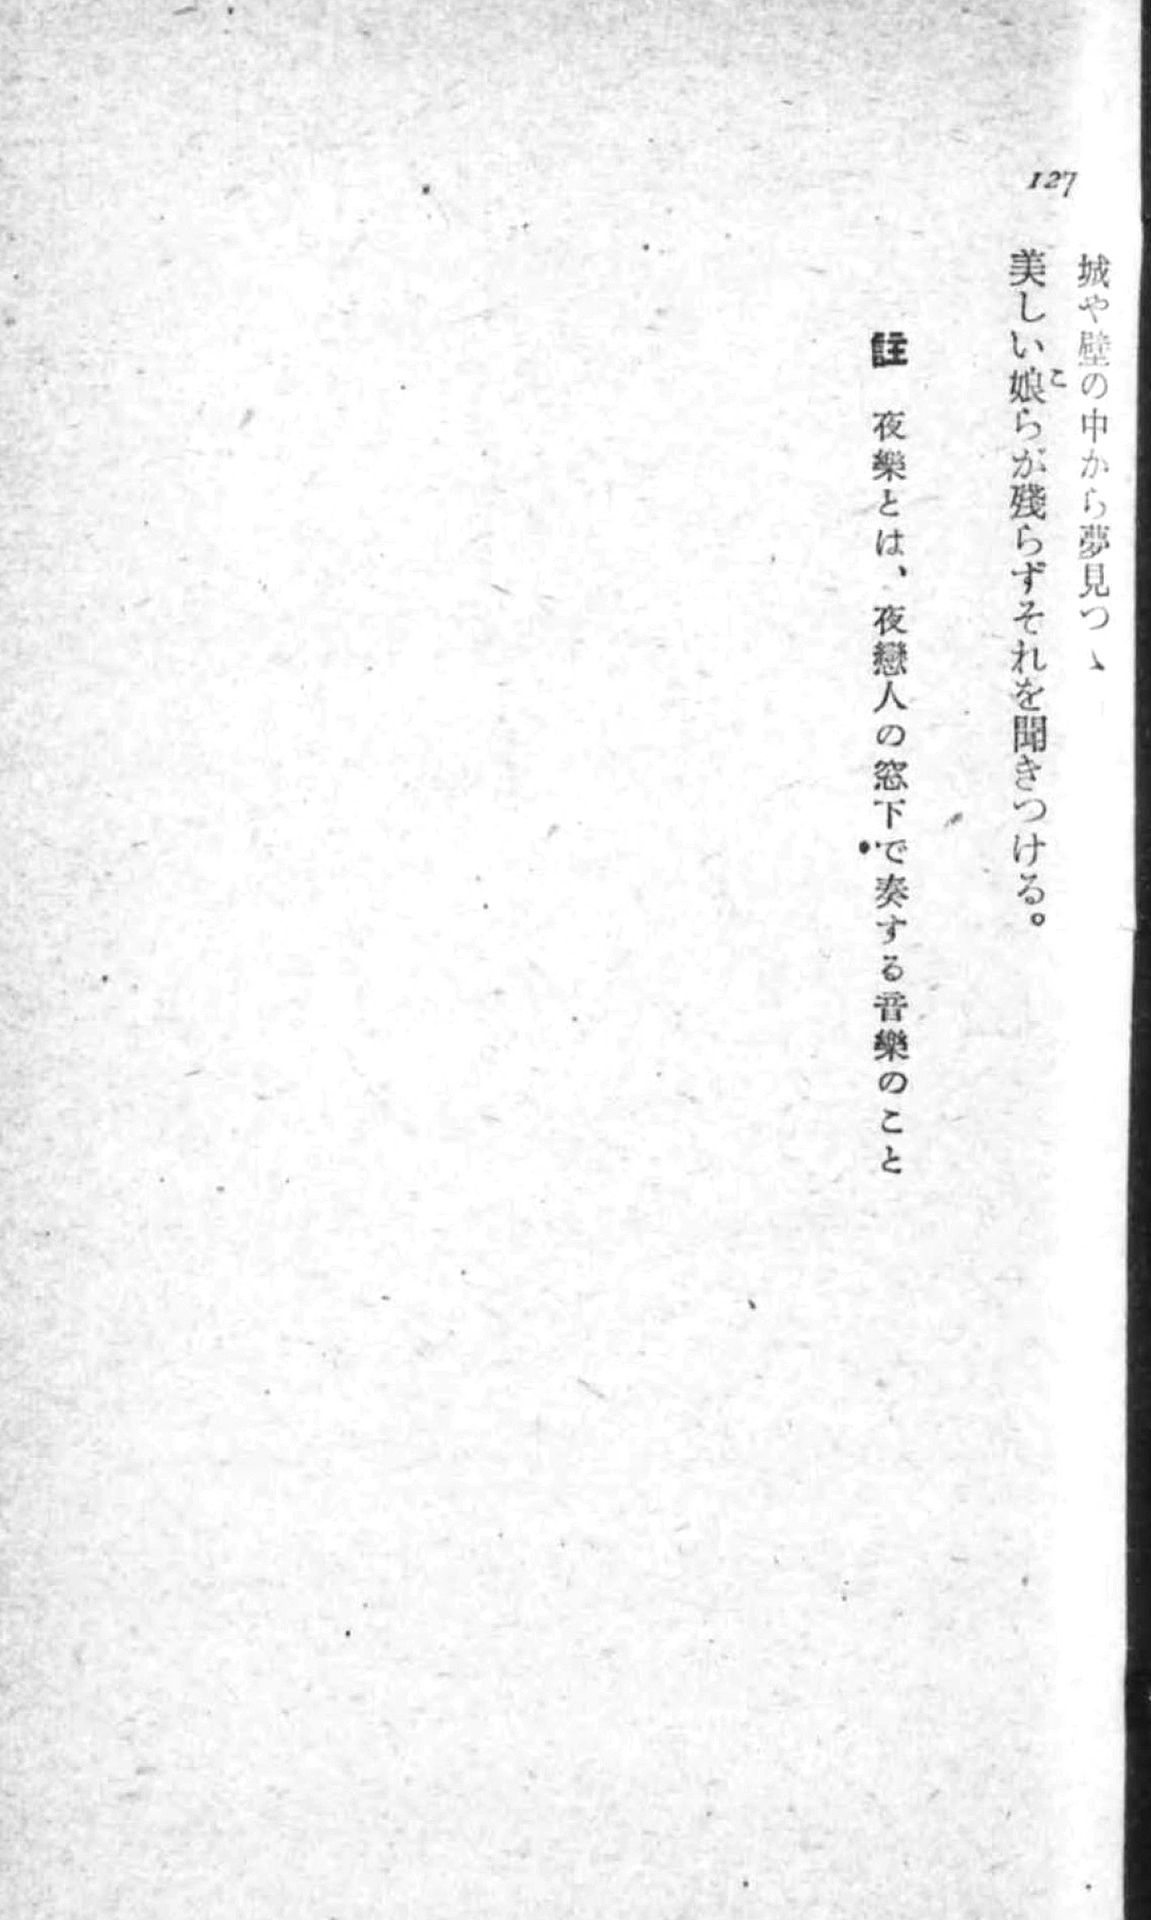 127
城や壁の中から夢見つゝ
美しい娘らが殘らずそれを聞きつける。
こ
註　夜樂とは、夜戀人の窓下で奏する音樂のこと